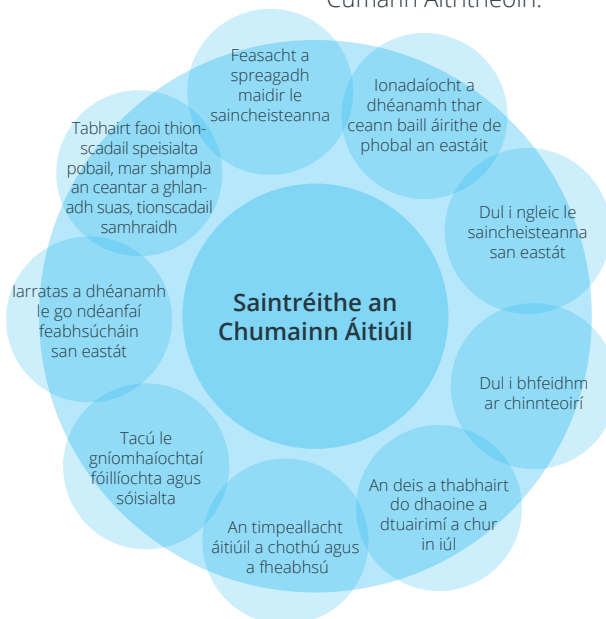 Cumann Áitritheoirí.
Feasacht a
spreagadh
maidir le
saincheisteanna
Ionadaíocht a
dhéanamh thar
ceann baill áirithe de
phobal an eastáit
Dul i ngleic le
saincheisteanna
san eastát
Dul i bhfeidhm
ar chinnteoirí
An deis a thabhairt
do dhaoine a
dtuairimí a chur
in iúl
An timpeallacht
áitiúil a chothú agus
a fheabhsú
Tacú le
gníomhaíochtaí
fóillíochta agus
sóisialta
Iarratas a dhéanamh
le go ndéanfaí
feabhsúcháin
san eastát
Tabhairt faoi thion-
scadail speisialta
pobail, mar shampla
an ceantar a ghlan-
adh suas, tionscadail
samhraidh
Saintréithe an
Chumainn Áitiúil